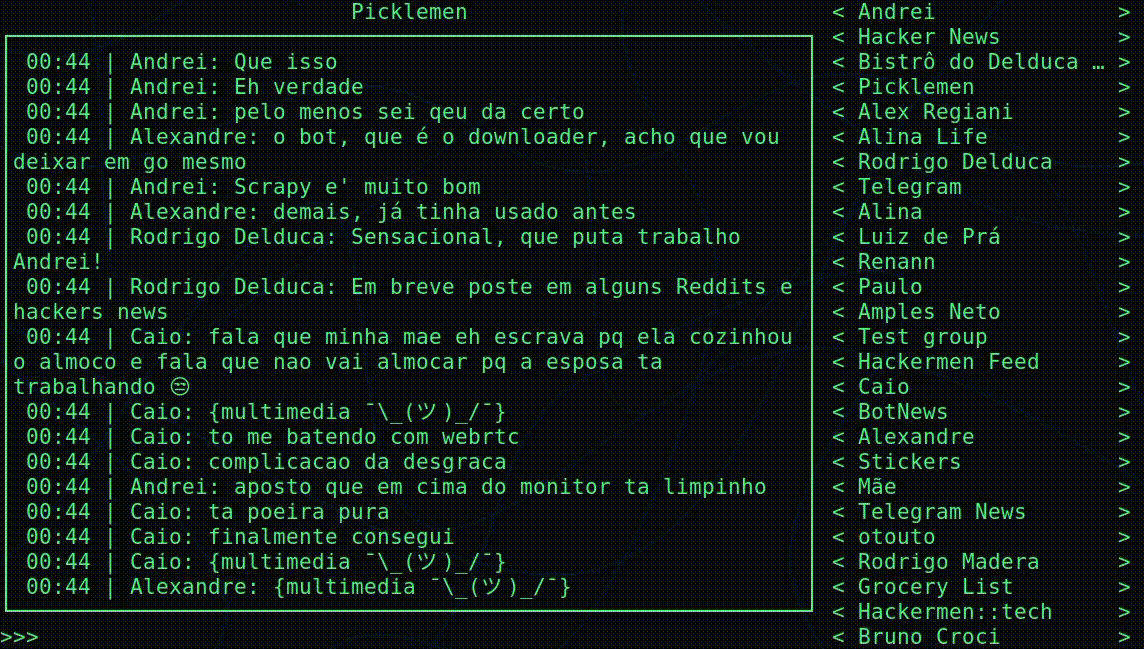 Picklemen
00:44 | Andrei: Que isso
00:44 | Andrei: Eh verdade
00:44 | Andrei: pelo menos sei qeu da certo
00:44 | Alexandre: o bot, que é o downloader, acho que vou
deixar em go mesmo
00:44 | Andrei: Scrapy e' muito bom
00:44 | Alexandre: demais, já tinha usado antes
00:44 | Rodrigo Delduca: Sensacional, que puta trabalho
Andrei!
00:44 | Rodrigo Delduca: Em breve poste em alguns Reddits e
hackers news
00:44 | Caio: fala que minha mae eh escrava pq ela cozinhou
o almoco e fala que nao vai almocar pq a esposa ta
trabalhando 😒
00:44 | Caio: {multimedia ¯\_(ツ)_/¯}
00:44 | Caio: to me batendo com webrtc
00:44 | Caio: complicacao da desgraca
00:44 | Andrei: aposto que em cima do monitor ta limpinho
00:44 | Caio: ta poeira pura
00:44 | Caio: finalmente consegui
00:44 | Caio: {multimedia ¯\_(ツ)_/¯}
00:44 | Alexandre: {multimedia ¯\_(ツ)_/¯}
>>>
< Andrei >
< Hacker News >
< Bistrô do Delduca … >
< Picklemen >
< Alex Regiani >
< Alina Life >
< Rodrigo Delduca >
< Telegram >
< Alina >
< Luiz de Prá >
< Renann >
< Paulo >
< Amples Neto >
< Test group >
< Hackermen Feed >
< Caio >
< BotNews >
< Alexandre >
< Stickers >
< Mãe >
< Telegram News >
< otouto >
< Rodrigo Madera >
< Grocery List >
< Hackermen::tech >
< Bruno Croci >